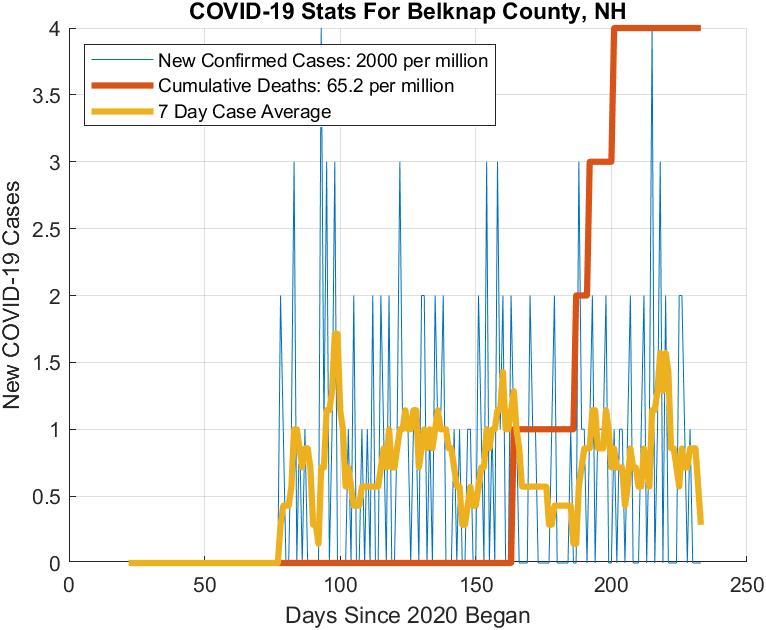 COVID-19 Stats For Belknap County, NH
New Confirmed Cases: 2000 per million
Cumulative Deaths: 65.2 per million
7 Day Case Average
New COVID-19 Cases
4
3.5
3
2.5
2
1.5
1
0.5
0
0 50 100 150 200 250
Days Since 2020 Began